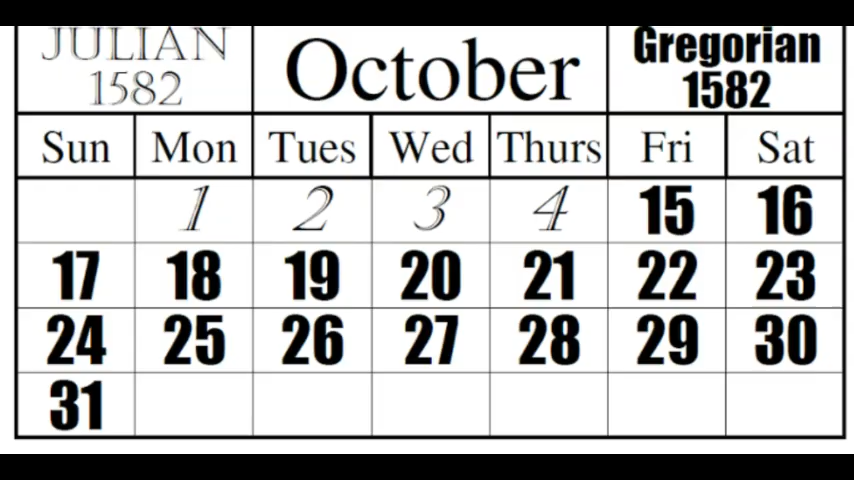 JULIAN
1582
October
Gregorian
1582
Sun Mon Tues Wed Thurs Fri Sat
1 2 3 4 15 16
17 18 19 20 21 22 23
24 25 26 27 28 29 30
31